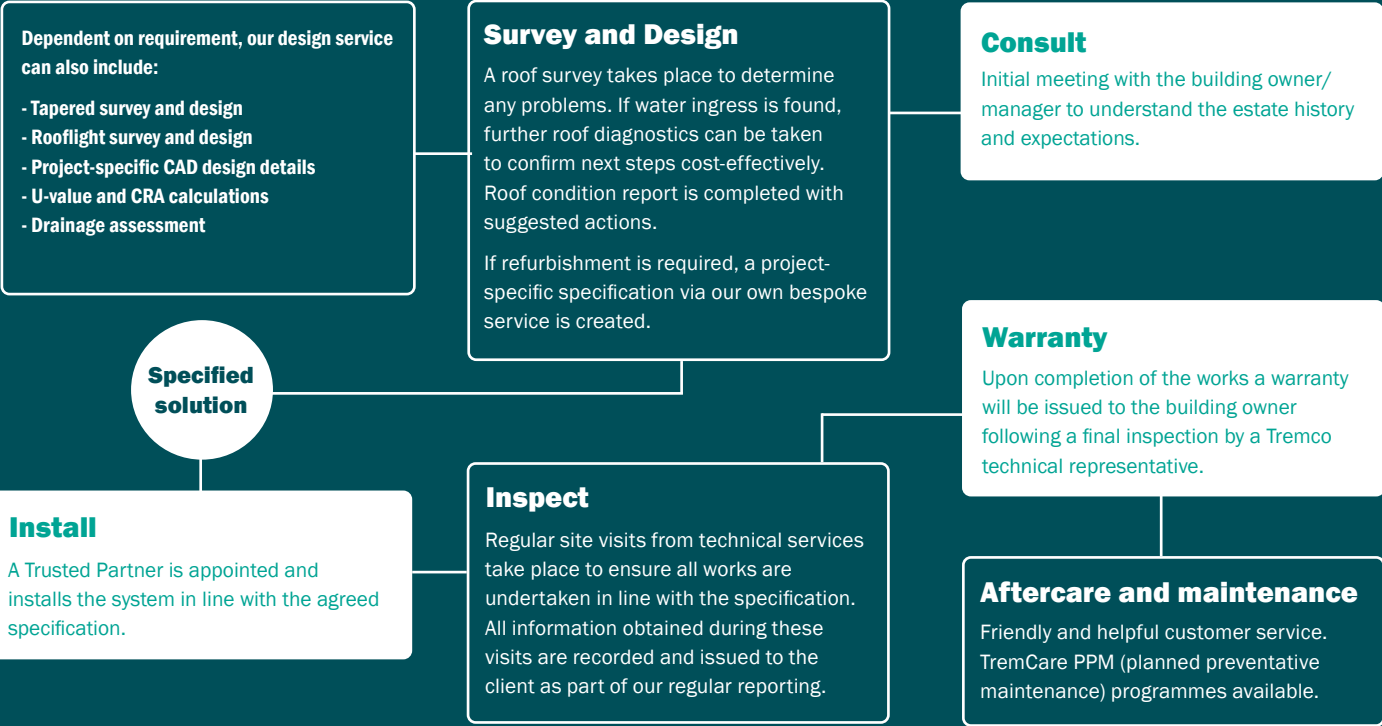 Dependent on requirement, our design service
can also include:
- Tapered survey and design
- Rooflight survey and design
- Project-specific CAD design details
- U-value and CRA calculations
- Drainage assessment
Survey and Design
A roof survey takes place to determine
any problems. If water ingress is found,
further roof diagnostics can be taken
to confirm next steps cost-effectively.
Roof condition report is completed with
suggested actions.
If refurbishment is required, a project-
specific specification via our own bespoke
service is created.
Consult
Initial meeting with the building owner/
manager to understand the estate history
and expectations.
Specified
solution
Install
A Trusted Partner is appointed and
installs the system in line with the agreed
specification.
Inspect
Regular site visits from technical services
take place to ensure all works are
undertaken in line with the specification.
All information obtained during these
visits are recorded and issued to the
client as part of our regular reporting.
Warranty
Upon completion of the works a warranty
will be issued to the building owner
following a final inspection by a Tremco
technical representative.
Aftercare and maintenance
Friendly and helpful customer service.
TremCare PPM (planned preventative
maintenance) programmes available.